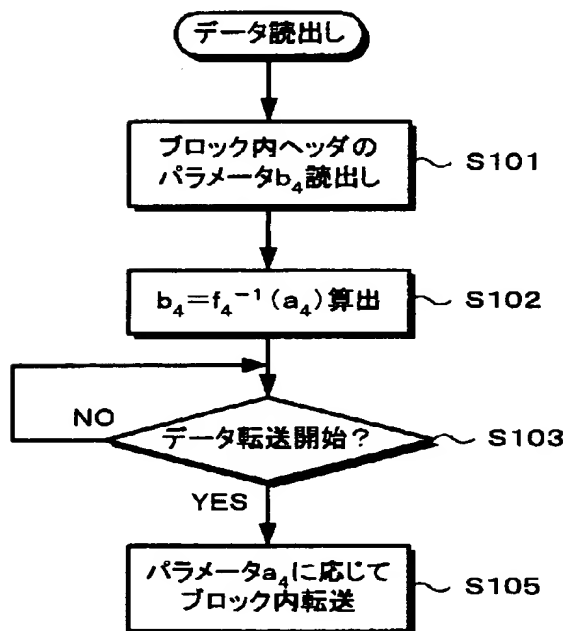 データ読出し
ブロック内ヘッダの
パラメータb₄読出し
S101
b₄=f₄⁻¹(a₄)算出
S102
NO
データ転送開始?
S103
YES
パラメータa₄に応じて
ブロック内転送
S105